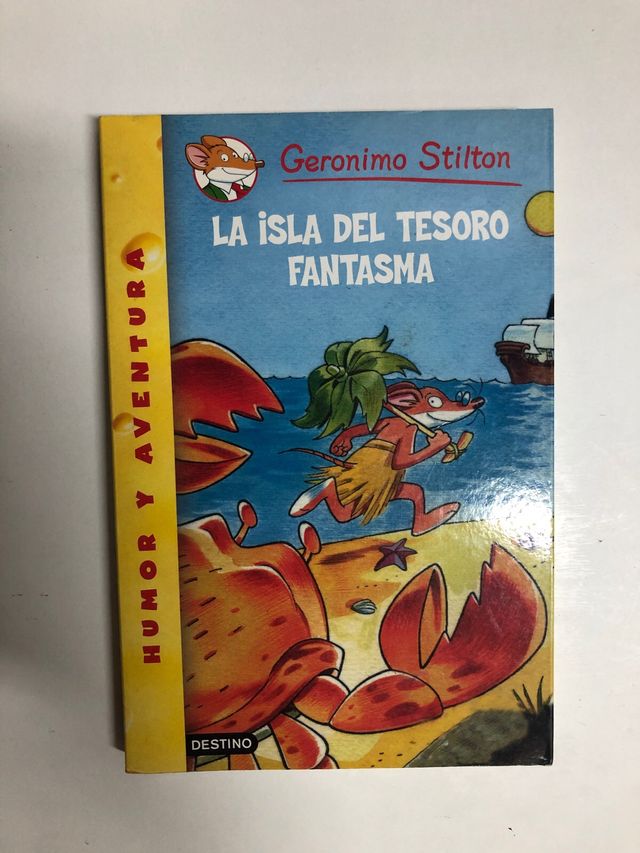 Geronimo Stilton
LA iSLA DEL TESORO
FANTASMA
HUMOR Y AVENTURA
DESTINO